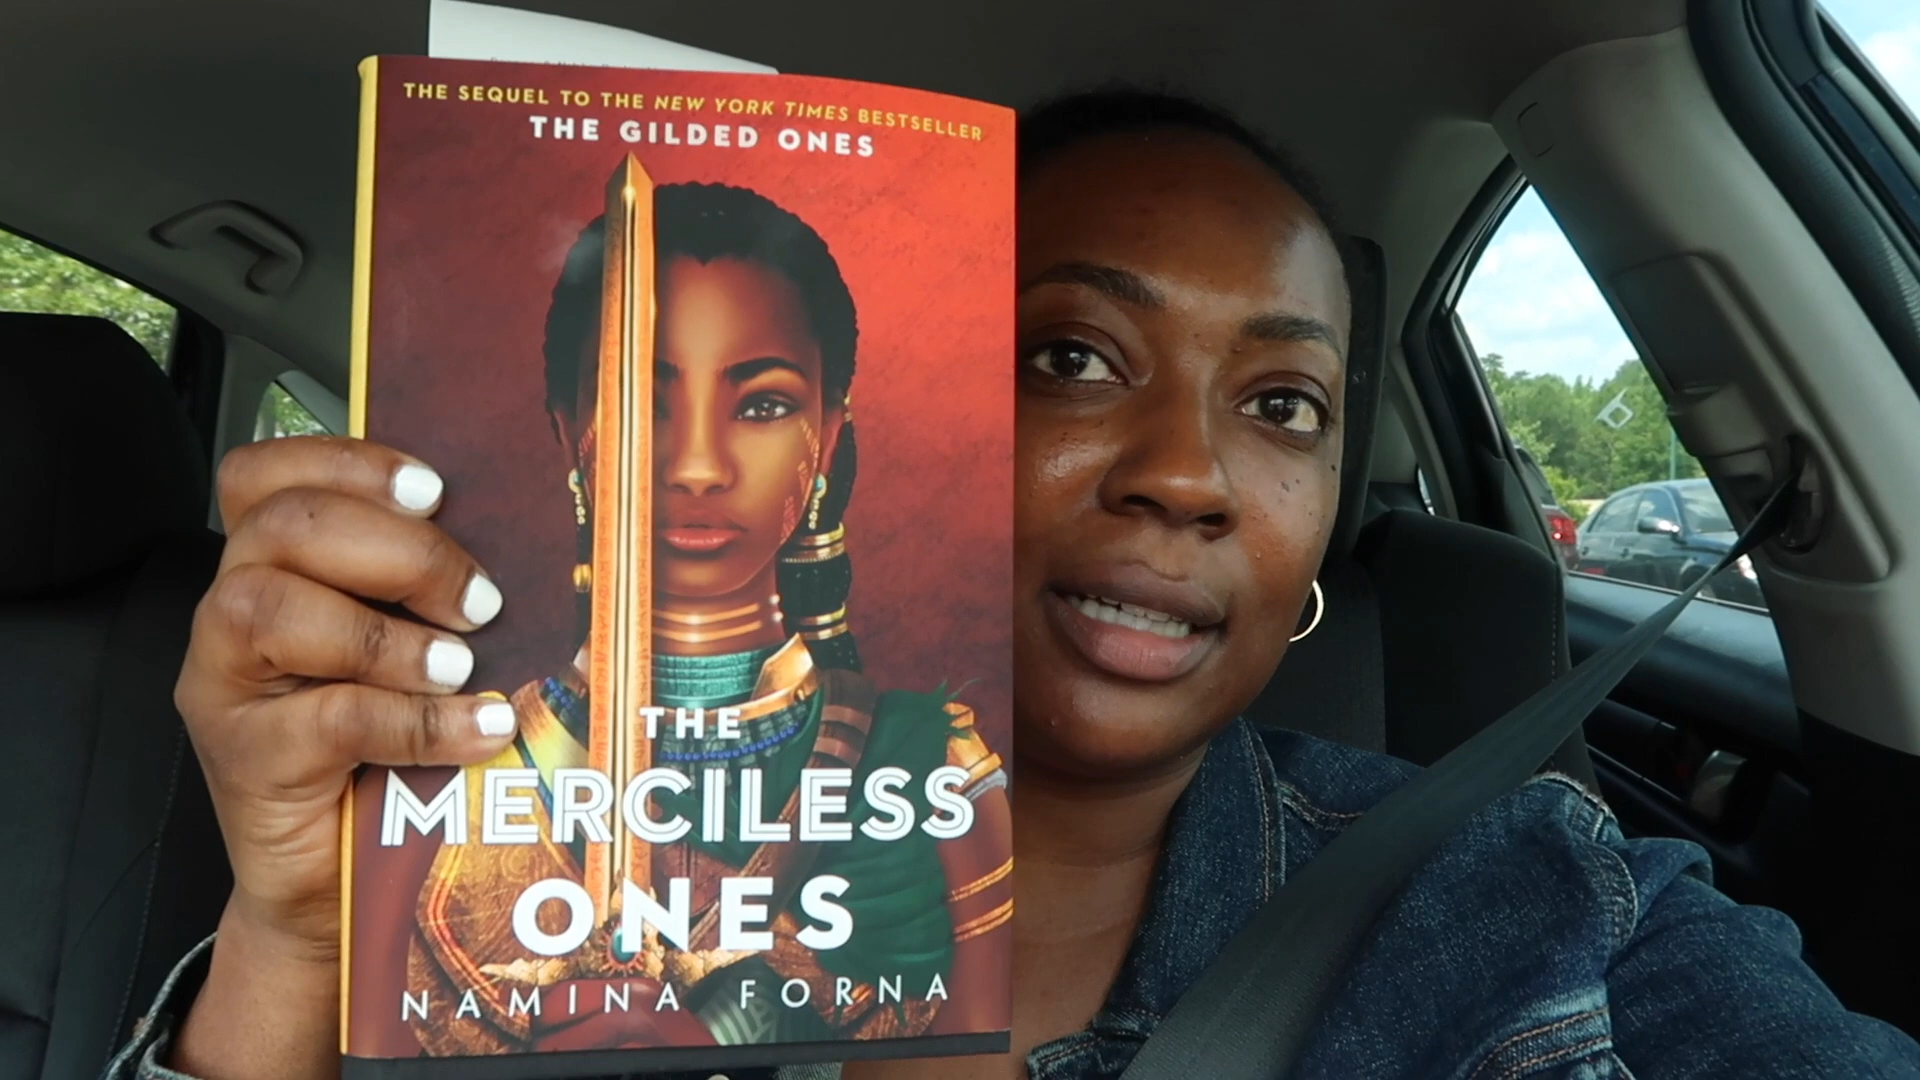 THE SEQUEL TO THE NEW YORK TIMES BESTSELLER
THE GILDED ONES
THE
MERCILESS
ONES
NAMINA FORNA